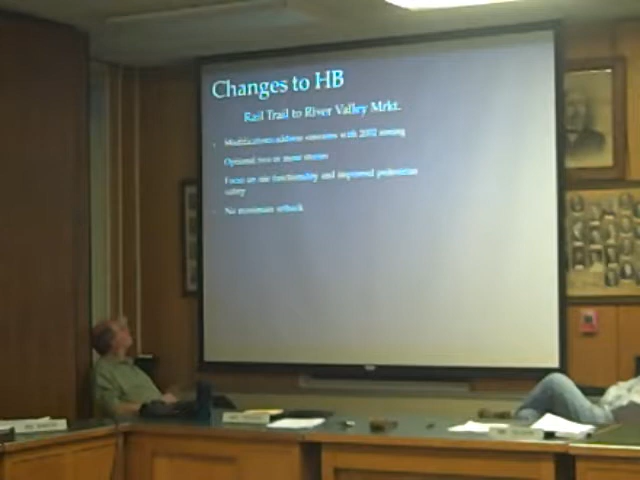 Changes to HB
Rail Trail to River Valley Mrkt.
Modifications address concerns with 2002 zoning
Optional two or more stories
Focus on site functionality and improved pedestrian
safety
No minimum setback